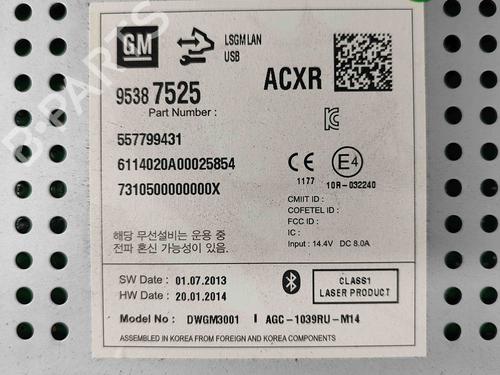 GM
LSGMLAN
USB
ACXR
9538 7525
Part Number :
557799431
6114020A00025854
7310500000000X
CE
1177
E4
10R-032240
CMIIT ID :
COFETEL ID :
FCC ID :
IC :
Input : 14.4V DC 8.0A
해당 무선설비는 운용 중
전파 혼신 가능성이 있음.
SW Date : 01.07.2013
HW Date : 20.01.2014
CLASS1
LASER PRODUCT
Model No : DWGM3001 I AGC-1039RU-M14
ASSEMBLED IN KOREA FROM FOREIGN AND KOREA COMPONENTS
B-PARTS